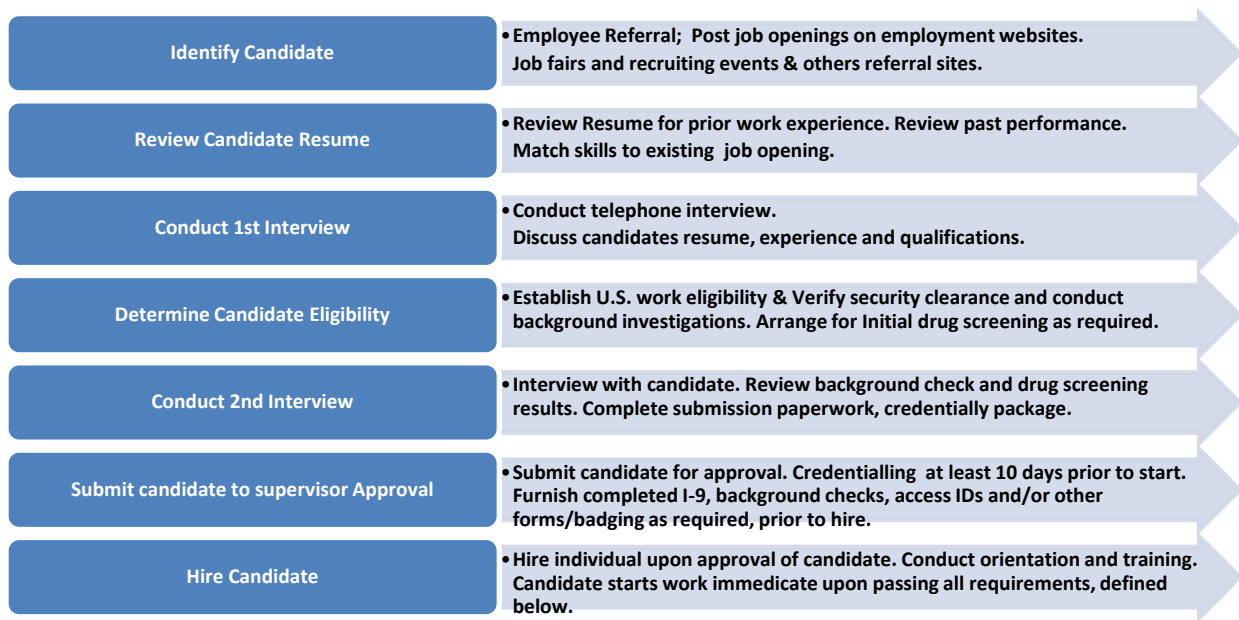 Identify Candidate
•Employee Referral;  Post job openings on employment websites.
Job fairs and recruiting events & others referral sites.
Review Candidate Resume
•Review Resume for prior work experience. Review past performance.
Match skills to existing  job opening.
Conduct 1st Interview
•Conduct telephone interview.
Discuss candidates resume, experience and qualifications.
Determine Candidate Eligibility
•Establish U.S. work eligibility & Verify security clearance and conduct
background investigations. Arrange for Initial drug screening as required.
Conduct 2nd Interview
•Interview with candidate. Review background check and drug screening
results. Complete submission paperwork, credentially package.
Submit candidate to supervisor Approval
•Submit candidate for approval. Credentialling  at least 10 days prior to start.
Furnish completed I-9, background checks, access IDs and/or other
forms/badging as required, prior to hire.
Hire Candidate
•Hire individual upon approval of candidate. Conduct orientation and training.
Candidate starts work immedicate upon passing all requirements, defined
below.